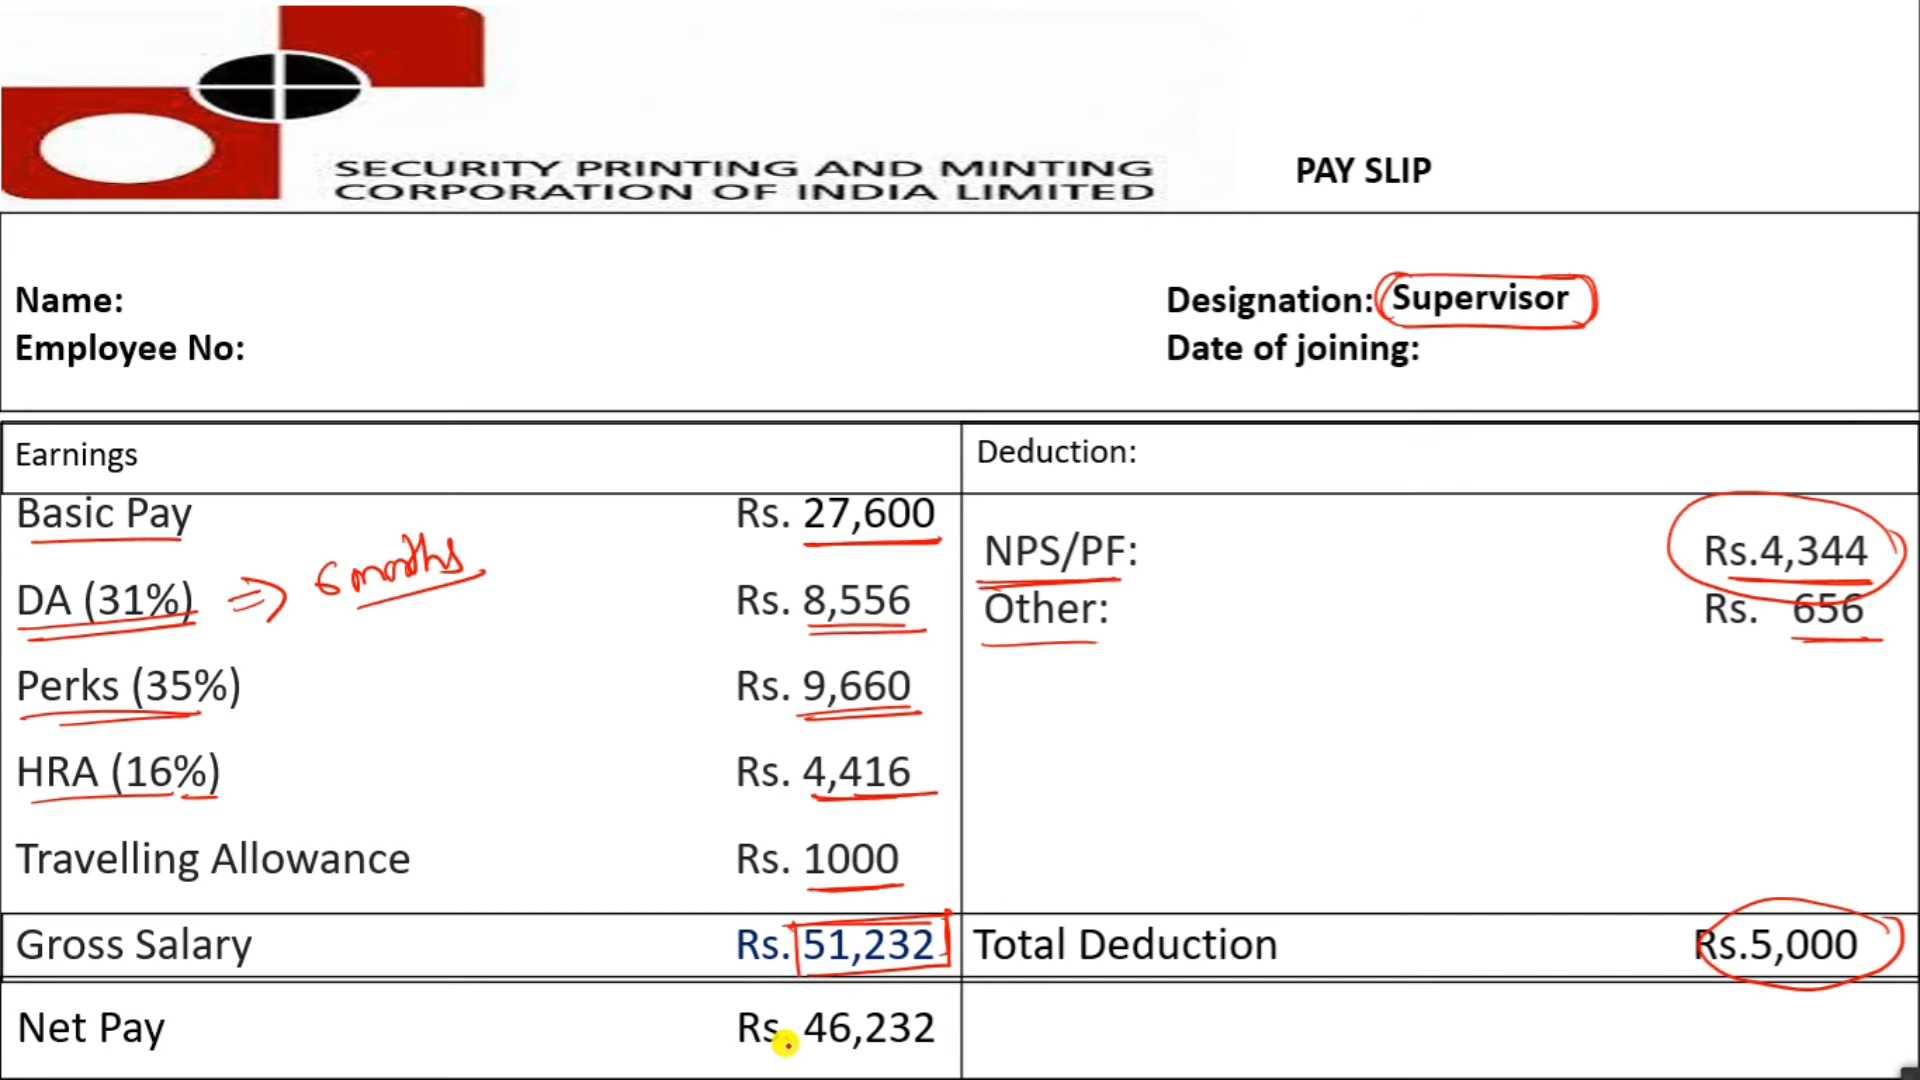 SECURITY PRINTING AND MINTING
CORPORATION OF INDIA LIMITED
PAY SLIP
Name:
Designation: Supervisor
Employee No:
Date of joining:
Earnings
Deduction:
Basic Pay Rs. 27,600
NPS/PF: Rs.4,344
DA (31%) ⇒ 6 months Rs. 8,556
Other: Rs. 656
Perks (35%) Rs. 9,660
HRA (16%) Rs. 4,416
Travelling Allowance Rs. 1000
Gross Salary Rs. 51,232
Total Deduction Rs.5,000
Net Pay Rs. 46,232